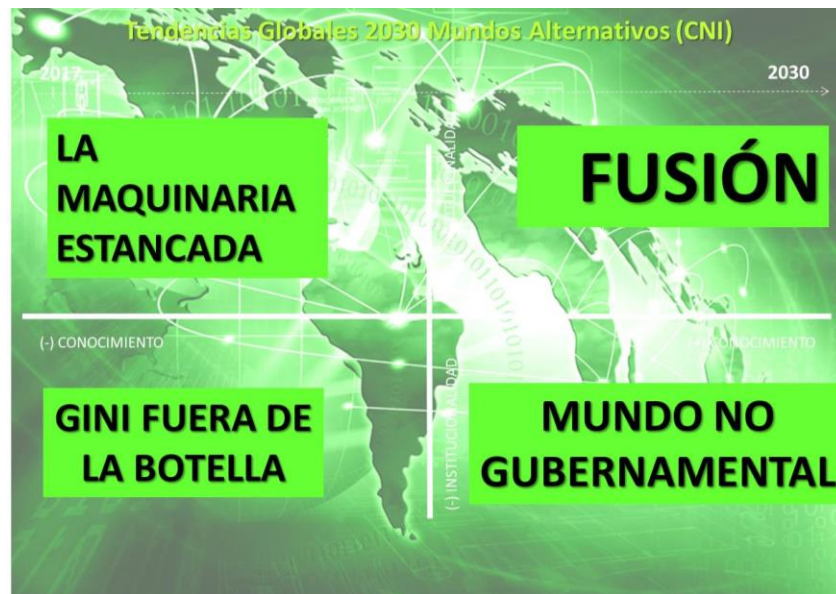 Tendencias Globales 2030 Mundos Alternativos (CNI)
2017
2030
LA
MAQUINARIA
ESTANCADA
FUSIÓN
(-) CONOCIMIENTO
CONOCIMIENTO
GINI FUERA DE
LA BOTELLA
(-) INSTITUCIONALIDAD
MUNDO NO
GUBERNAMENTAL